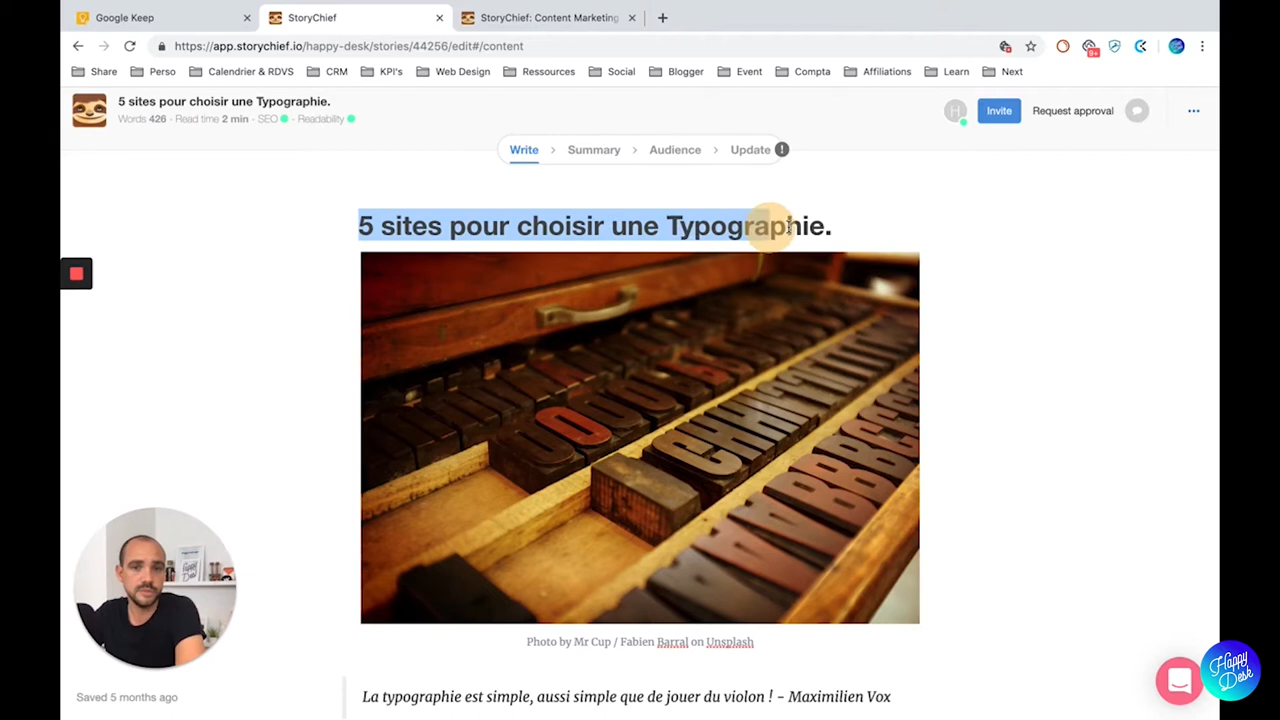 Google Keep
StoryChief
StoryChief: Content Marketing
https://app.storychief.io/happy-desk/stories/44256/edit#/content
9+
Share
Perso
Calendrier & RDVS
CRM
KPI's
Web Design
Ressources
Social
Blogger
Event
Compta
Affiliations
Learn
Next
5 sites pour choisir une Typographie.
Words 426 - Read time 2 min - SEO - Readability
H
Invite
Request approval
Write > Summary > Audience > Update !
5 sites pour choisir une Typographie.
Photo by Mr Cup / Fabien Barral on Unsplash
La typographie est simple, aussi simple que de jouer du violon ! - Maximilien Vox
Saved 5 months ago
Happy
Desk